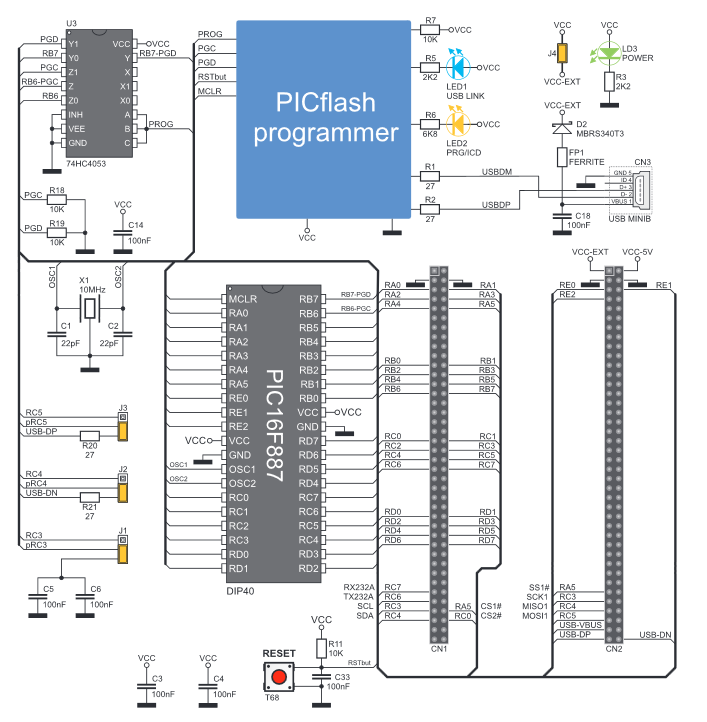 U3
PGD Y1 VCC VCC
RB7 Y0 Y RB7-PGD
PGC Z1 X
RB6-PGC Z X1
RB6 Z0 X0
INH A
VEE B PROG
GND C
74HC4053
PROG
PGC
PGD
RSTbut
MCLR
PICflash
programmer
VCC
R7
10K
VCC
R5
2K2
VCC
LED1
USB LINK
R6
6K8
VCC
LED2
PRG/ICD
R1
27
USBDM
R2
27
USBDP
VCC
J4
VCC-EXT
VCC
LD3
POWER
R3
2K2
VCC-EXT
D2
MBRS340T3
FP1
FERRITE
C18
100nF
CN3
GND 5
ID 4
D+ 3
D- 2
VBUS 1
USB MINIB
PGC R18
10K
PGD R19
10K
VCC
C14
100nF
OSC1
OSC2
X1
10MHz
C1
22pF
C2
22pF
RC5
pRC5
USB-DP
J3
R20
27
RC4
pRC4
USB-DN
J2
R21
27
RC3
pRC3
J1
C5
100nF
C6
100nF
MCLR RB7 RB7-PGD
RA0 RB6 RB6-PGC
RA1 RB5
RA2 RB4
RA3 RB3
RA4 RB2
RA5 RB1
RE0 RB0
RE1 VCC VCC
RE2 GND
VCC VCC RD7
GND RD6
OSC1 OSC1 RD5
OSC2 OSC2 RD4
RC0 RC7
RC1 RC6
RC2 RC5
RC3 RC4
RD0 RD3
RD1 RD2
PIC16F887
DIP40
RA0 RA1
RA2 RA3
RA4 RA5
RB0 RB1
RB2 RB3
RB4 RB5
RB6 RB7
RC0 RC1
RC2 RC3
RC4 RC5
RC6 RC7
RD0 RD1
RD2 RD3
RD4 RD5
RD6 RD7
RX232A RC7
TX232A RC6
SCL RC3 RA5 CS1#
SDA RC4 RC0 CS2#
CN1
VCC-EXT VCC-5V
RE0 RE1
RE2
SS1# RA5
SCK1 RC3
MISO1 RC4
MOSI1 RC5
USB-VBUS
USB-DP USB-DN
CN2
VCC
R11
10K
RESET
RSTbut
T68
C33
100nF
VCC
C3
100nF
VCC
C4
100nF